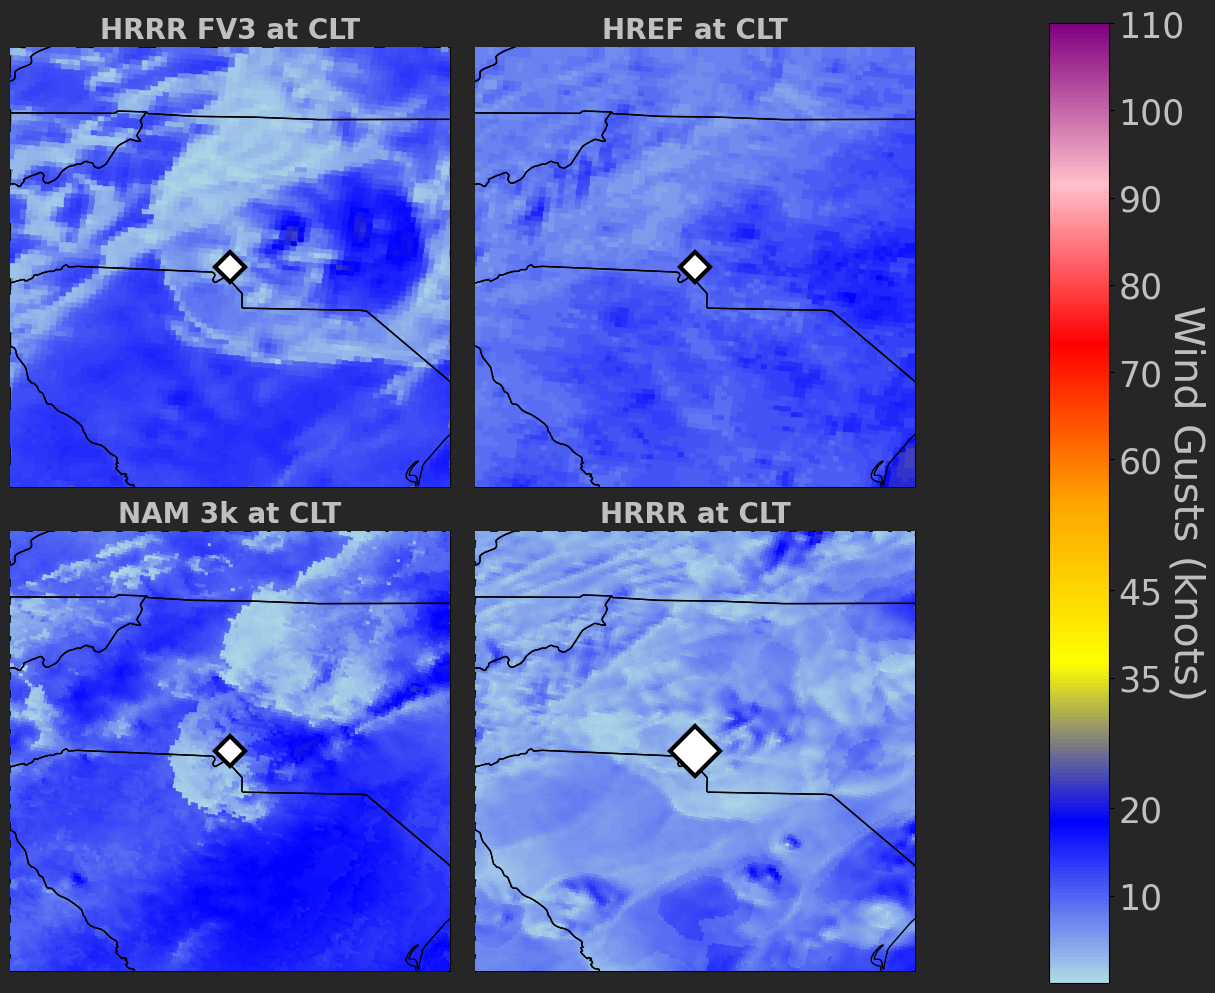 HRRR FV3 at CLT
HREF at CLT
NAM 3k at CLT
HRRR at CLT
110
100
90
80
70
60
45
35
20
10
Wind Gusts (knots)